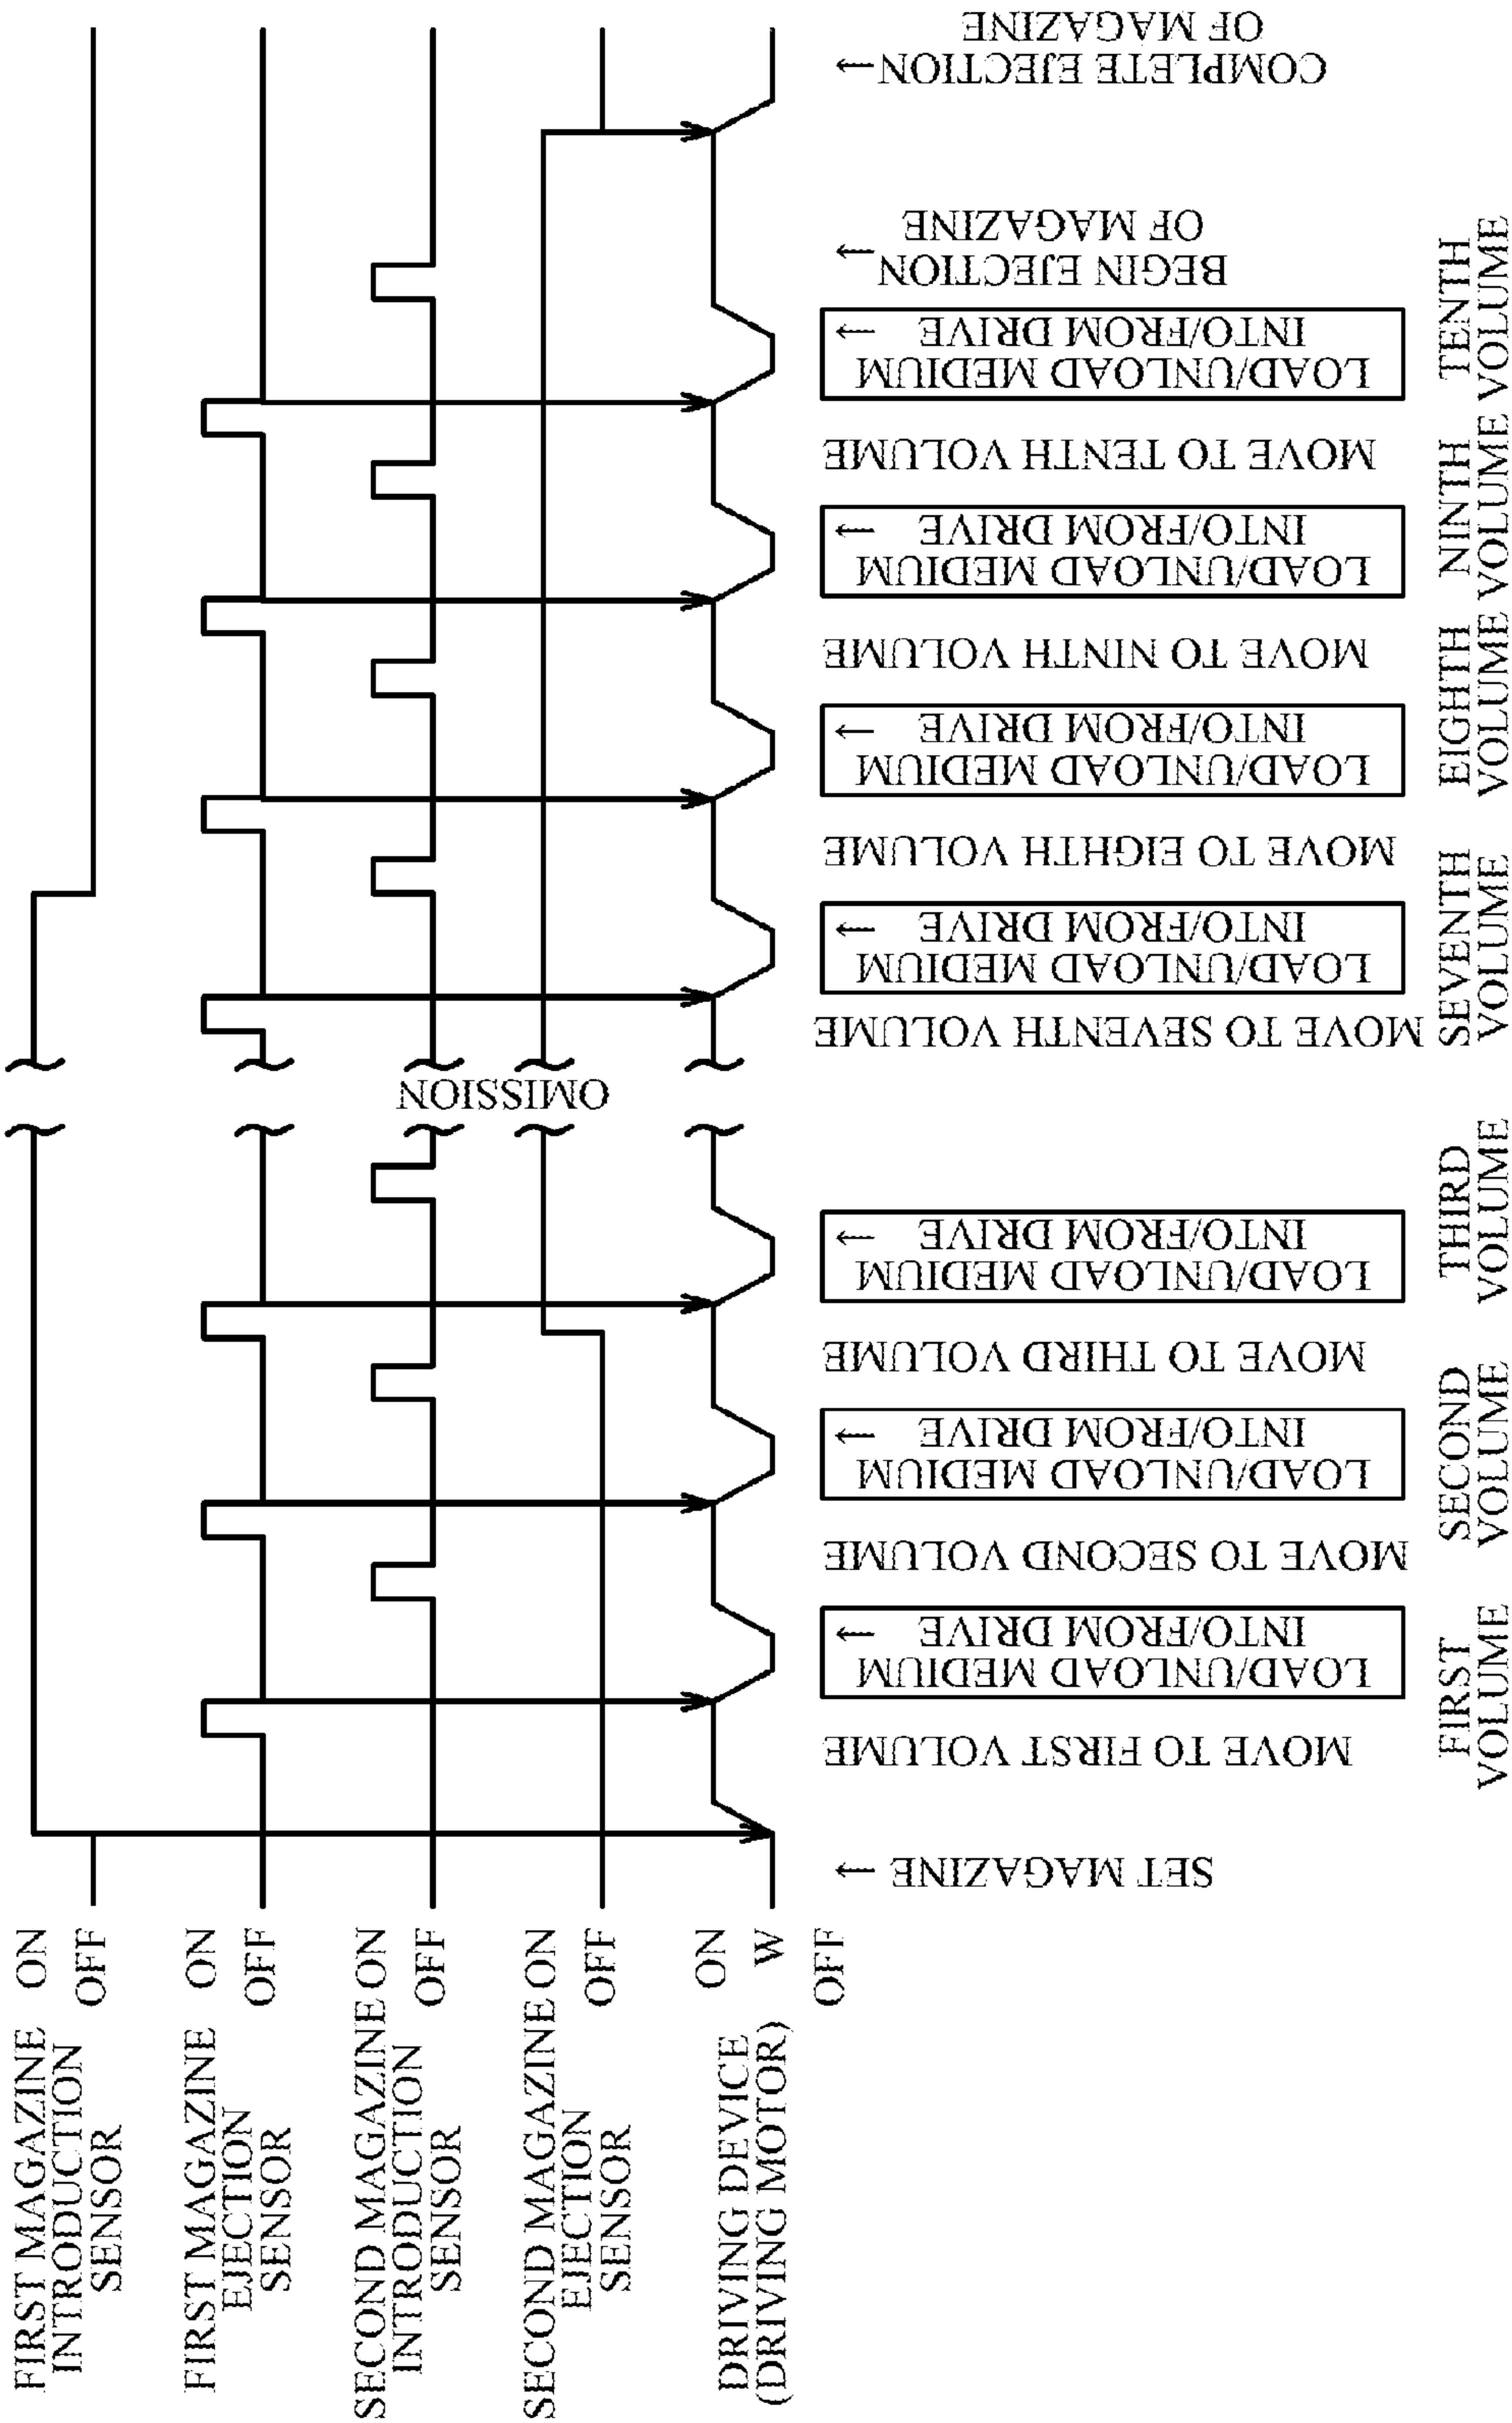 FIRST MAGAZINE
INTRODUCTION
SENSOR
ON
OFF
FIRST MAGAZINE
EJECTION
SENSOR
ON
OFF
SECOND MAGAZINE
INTRODUCTION
SENSOR
ON
OFF
SECOND MAGAZINE
EJECTION
SENSOR
ON
OFF
DRIVING DEVICE
(DRIVING MOTOR)
ON
W
OFF
OMISSION
SET MAGAZINE →
MOVE TO FIRST VOLUME
LOAD/UNLOAD MEDIUM
INTO/FROM DRIVE →
MOVE TO SECOND VOLUME
LOAD/UNLOAD MEDIUM
INTO/FROM DRIVE →
MOVE TO THIRD VOLUME
LOAD/UNLOAD MEDIUM
INTO/FROM DRIVE →
MOVE TO SEVENTH VOLUME
LOAD/UNLOAD MEDIUM
INTO/FROM DRIVE →
MOVE TO EIGHTH VOLUME
LOAD/UNLOAD MEDIUM
INTO/FROM DRIVE →
MOVE TO NINTH VOLUME
LOAD/UNLOAD MEDIUM
INTO/FROM DRIVE →
MOVE TO TENTH VOLUME
LOAD/UNLOAD MEDIUM
INTO/FROM DRIVE →
BEGIN EJECTION →
OF MAGAZINE
COMPLETE EJECTION →
OF MAGAZINE
FIRST
VOLUME
SECOND
VOLUME
THIRD
VOLUME
SEVENTH
VOLUME
EIGHTH
VOLUME
NINTH
VOLUME
TENTH
VOLUME